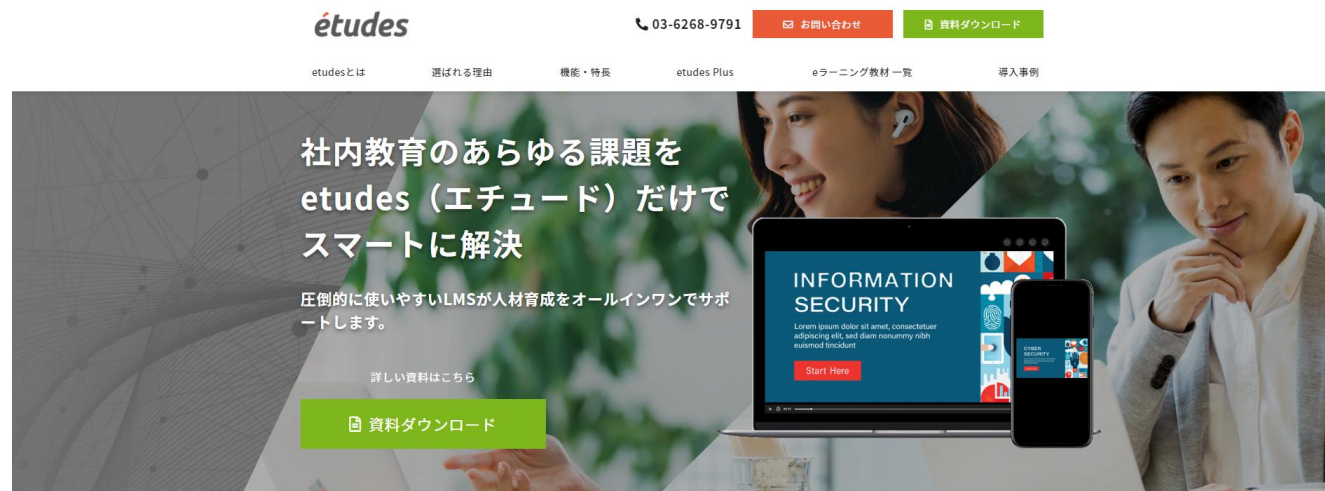 études
03-6268-9791
お問い合わせ
資料ダウンロード
etudesとは
選ばれる理由
機能・特長
etudes Plus
eラーニング教材 一覧
導入事例
社内教育のあらゆる課題を
etudes（エチュード）だけで
スマートに解決
圧倒的に使いやすいLMSが人材育成をオールインワンでサポ
ートします。
詳しい資料はこちら
資料ダウンロード
INFORMATION
SECURITY
Lorem ipsum dolor sit amet, consectetuer
adipiscing elit, sed diam nonummy nibh
euismod tincidunt
Start Here
CYBER
SECURITY